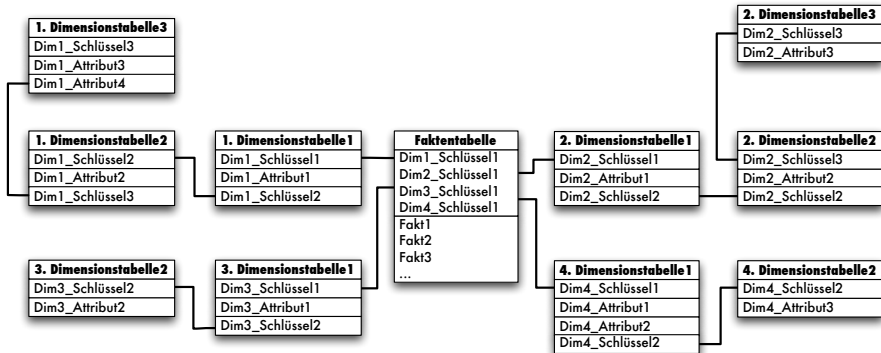 1. Dimensionstabelle3
Dim1_Schlüssel3
Dim1_Attribut3
Dim1_Attribut4
2. Dimensionstabelle3
Dim2_Schlüssel3
Dim2_Attribut3
1. Dimensionstabelle2
Dim1_Schlüssel2
Dim1_Attribut2
Dim1_Schlüssel3
1. Dimensionstabelle1
Dim1_Schlüssel1
Dim1_Attribut1
Dim1_Schlüssel2
Faktentabelle
Dim1_Schlüssel1
Dim2_Schlüssel1
Dim3_Schlüssel1
Dim4_Schlüssel1
Fakt1
Fakt2
Fakt3
...
2. Dimensionstabelle1
Dim2_Schlüssel1
Dim2_Attribut1
Dim2_Schlüssel2
2. Dimensionstabelle2
Dim2_Schlüssel3
Dim2_Attribut2
Dim2_Schlüssel2
3. Dimensionstabelle2
Dim3_Schlüssel2
Dim3_Attribut2
3. Dimensionstabelle1
Dim3_Schlüssel1
Dim3_Attribut1
Dim3_Schlüssel2
4. Dimensionstabelle1
Dim4_Schlüssel1
Dim4_Attribut1
Dim4_Attribut2
Dim4_Schlüssel2
4. Dimensionstabelle2
Dim4_Schlüssel2
Dim4_Attribut3